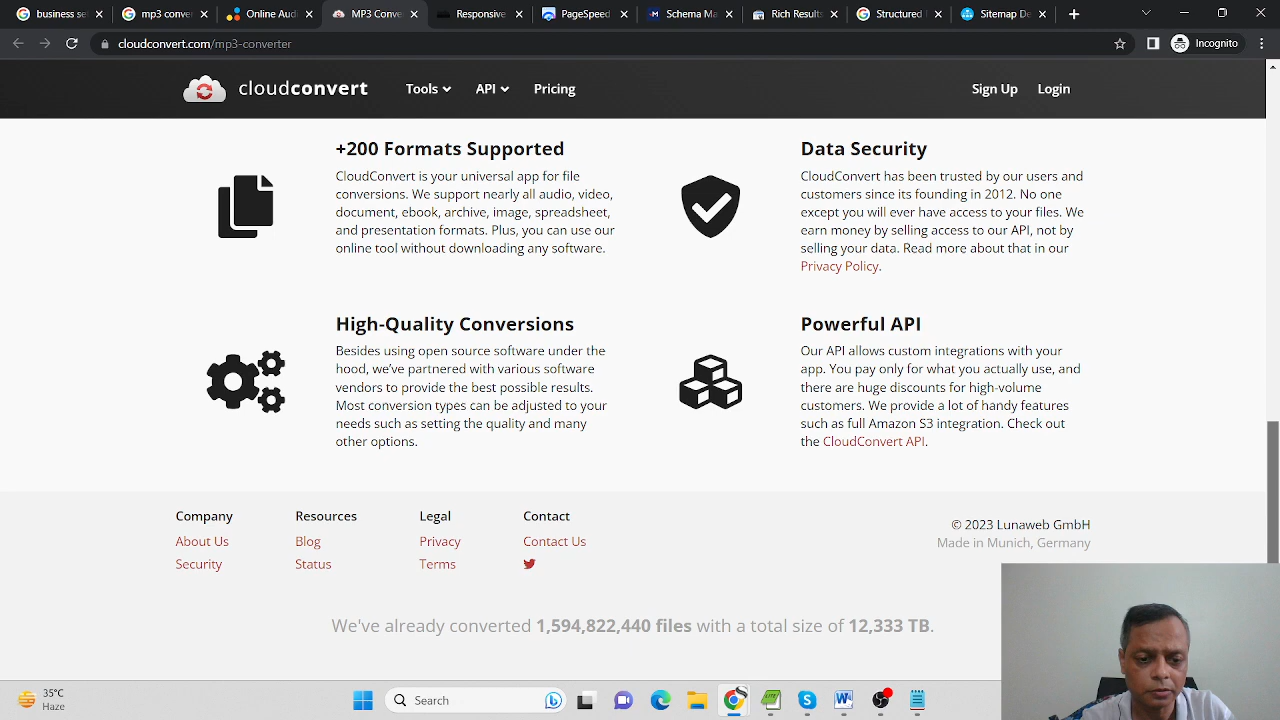 business sel
mp3 conver
Online Audi
MP3 Conve
Responsive
PageSpeed
Schema Ma
Rich Results
Structured
Sitemap De
cloudconvert.com/mp3-converter
Incognito
cloudconvert
Tools
API
Pricing
Sign Up
Login
+200 Formats Supported
CloudConvert is your universal app for file
conversions. We support nearly all audio, video,
document, ebook, archive, image, spreadsheet,
and presentation formats. Plus, you can use our
online tool without downloading any software.
Data Security
CloudConvert has been trusted by our users and
customers since its founding in 2012. No one
except you will ever have access to your files. We
earn money by selling access to our API, not by
selling your data. Read more about that in our
Privacy Policy.
High-Quality Conversions
Besides using open source software under the
hood, we've partnered with various software
vendors to provide the best possible results.
Most conversion types can be adjusted to your
needs such as setting the quality and many
other options.
Powerful API
Our API allows custom integrations with your
app. You pay only for what you actually use, and
there are huge discounts for high-volume
customers. We provide a lot of handy features
such as full Amazon S3 integration. Check out
the CloudConvert API.
Company
About Us
Security
Resources
Blog
Status
Legal
Privacy
Terms
Contact
Contact Us
© 2023 Lunaweb GmbH
Made in Munich, Germany
We've already converted 1,594,822,440 files with a total size of 12,333 TB.
35°C
Haze
Search